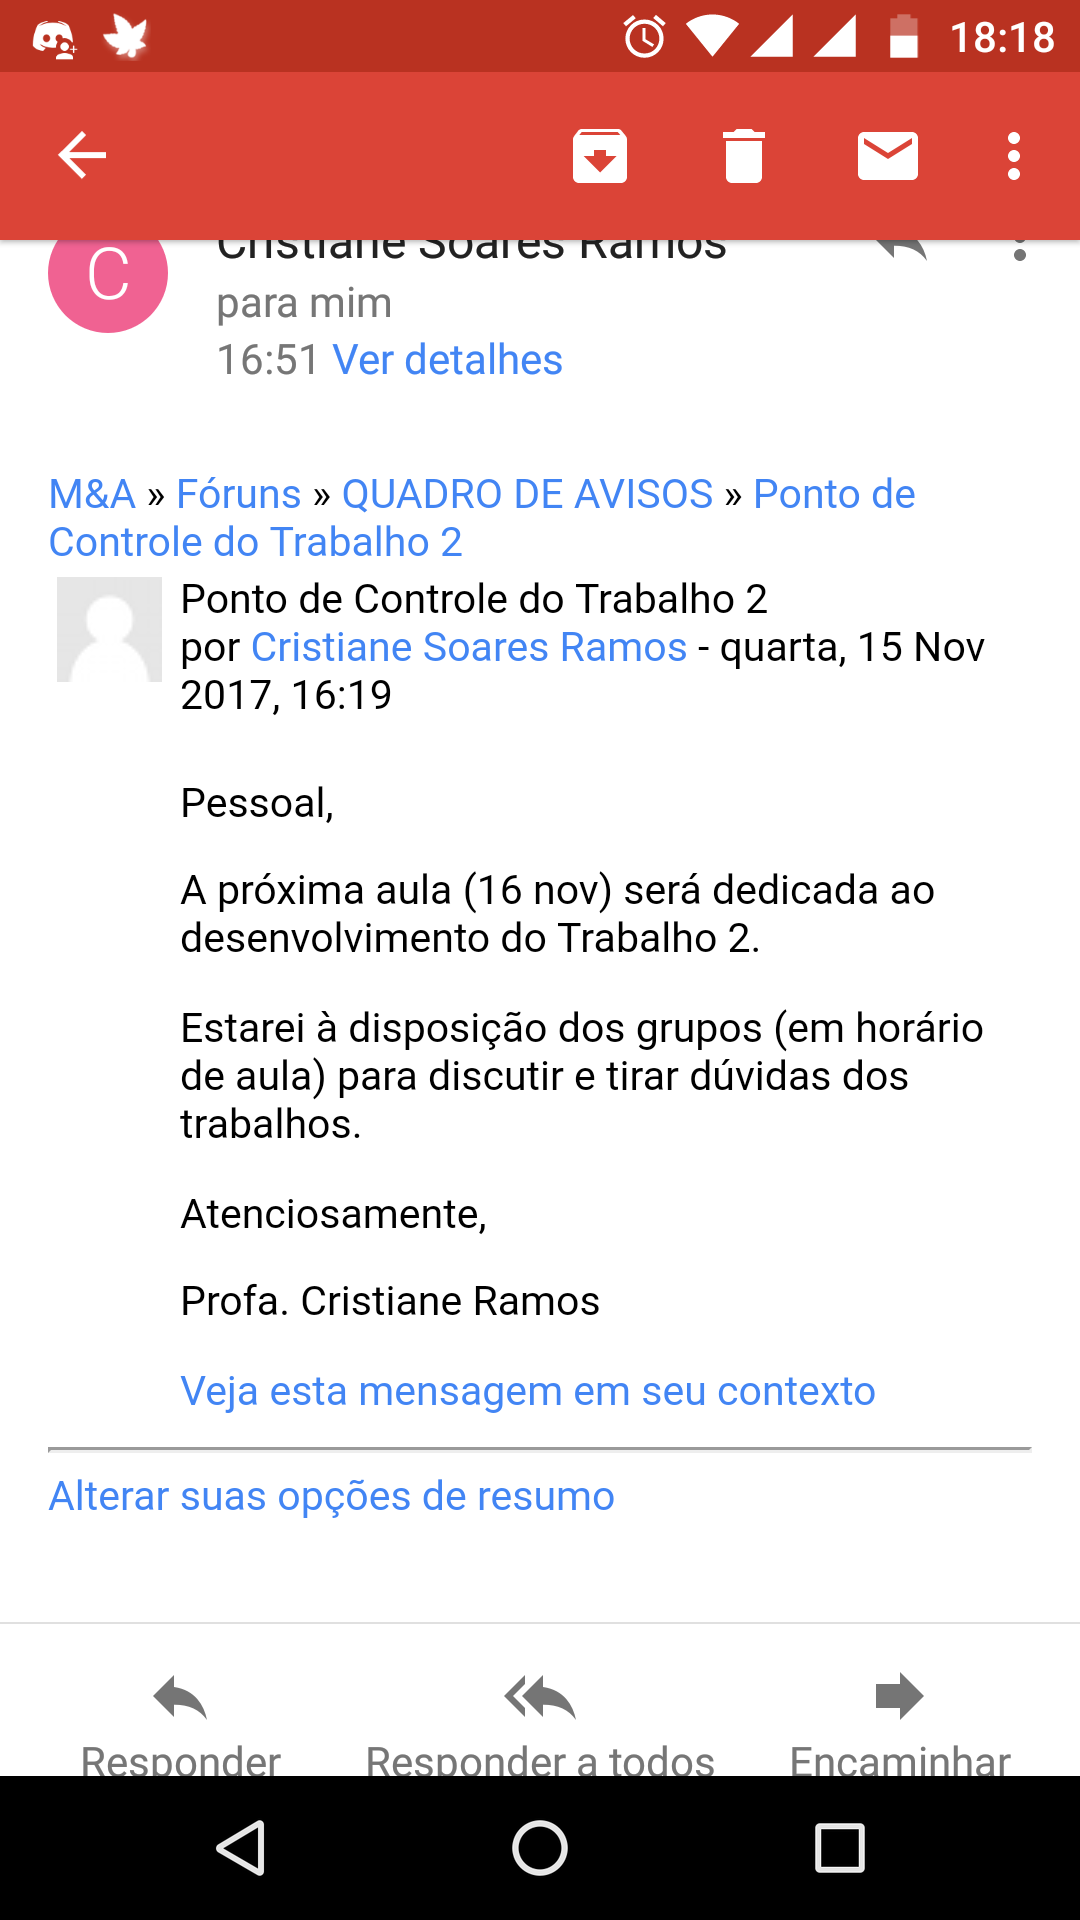 18:18
Cristiane Soares Ramos
C
para mim
16:51 Ver detalhes
M&A » Fóruns » QUADRO DE AVISOS » Ponto de
Controle do Trabalho 2
Ponto de Controle do Trabalho 2
por Cristiane Soares Ramos - quarta, 15 Nov
2017, 16:19
Pessoal,
A próxima aula (16 nov) será dedicada ao
desenvolvimento do Trabalho 2.
Estarei à disposição dos grupos (em horário
de aula) para discutir e tirar dúvidas dos
trabalhos.
Atenciosamente,
Profa. Cristiane Ramos
Veja esta mensagem em seu contexto
Alterar suas opções de resumo
Responder Responder a todos Encaminhar